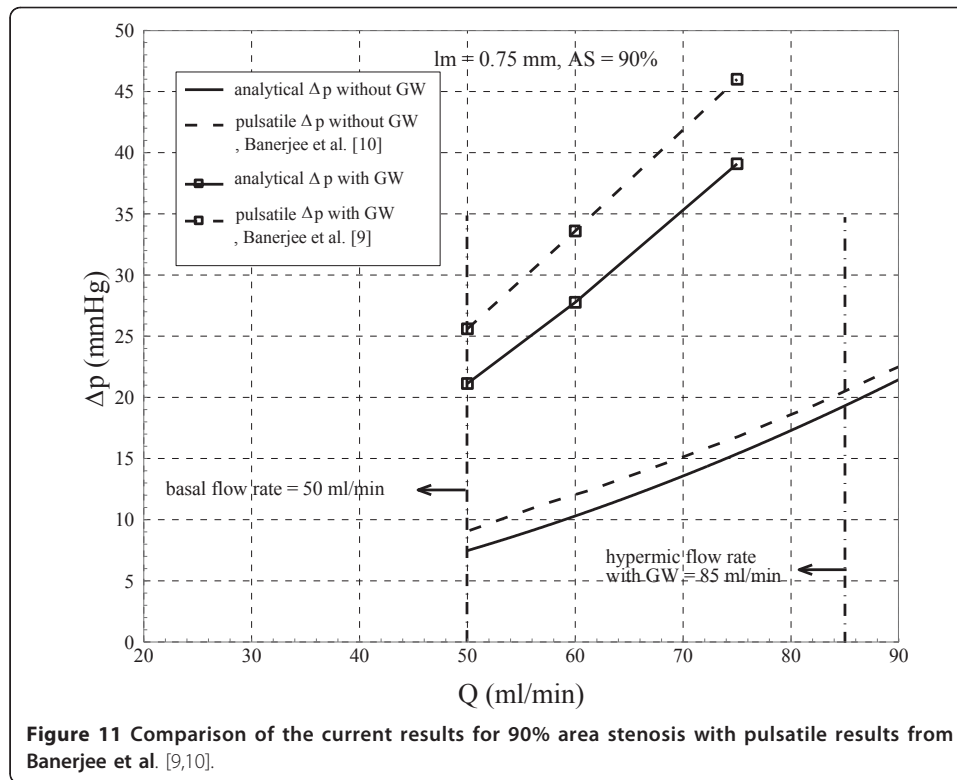 50
45
40
35
30
25
20
15
10
5
0
Δp (mmHg)
lm = 0.75 mm, AS = 90%
analytical Δp without GW
pulsatile Δp without GW
, Banerjee et al. [10]
analytical Δp with GW
pulsatile Δp with GW
, Banerjee et al. [9]
basal flow rate = 50 ml/min
hypermic flow rate
with GW = 85 ml/min
20 30 40 50 60 70 80 90
Q (ml/min)
Figure 11 Comparison of the current results for 90% area stenosis with pulsatile results from
Banerjee et al. [9,10].